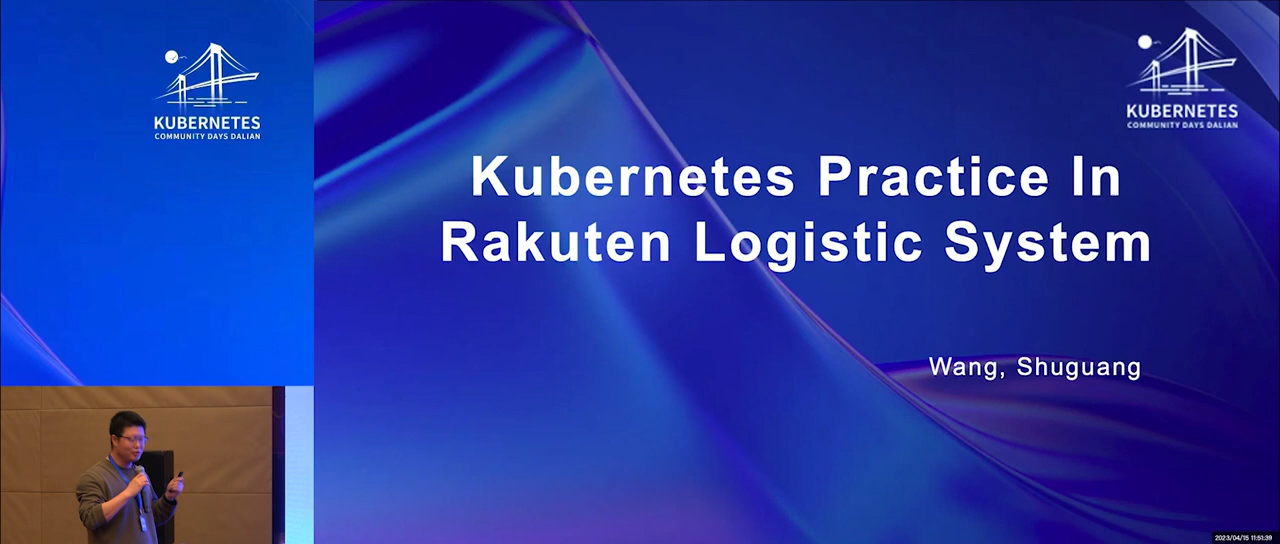 KUBERNETES
COMMUNITY DAYS DALIAN
KUBERNETES
COMMUNITY DAYS DALIAN
Kubernetes Practice In
Rakuten Logistic System
Wang, Shuguang
2023/04/15 11:51:39